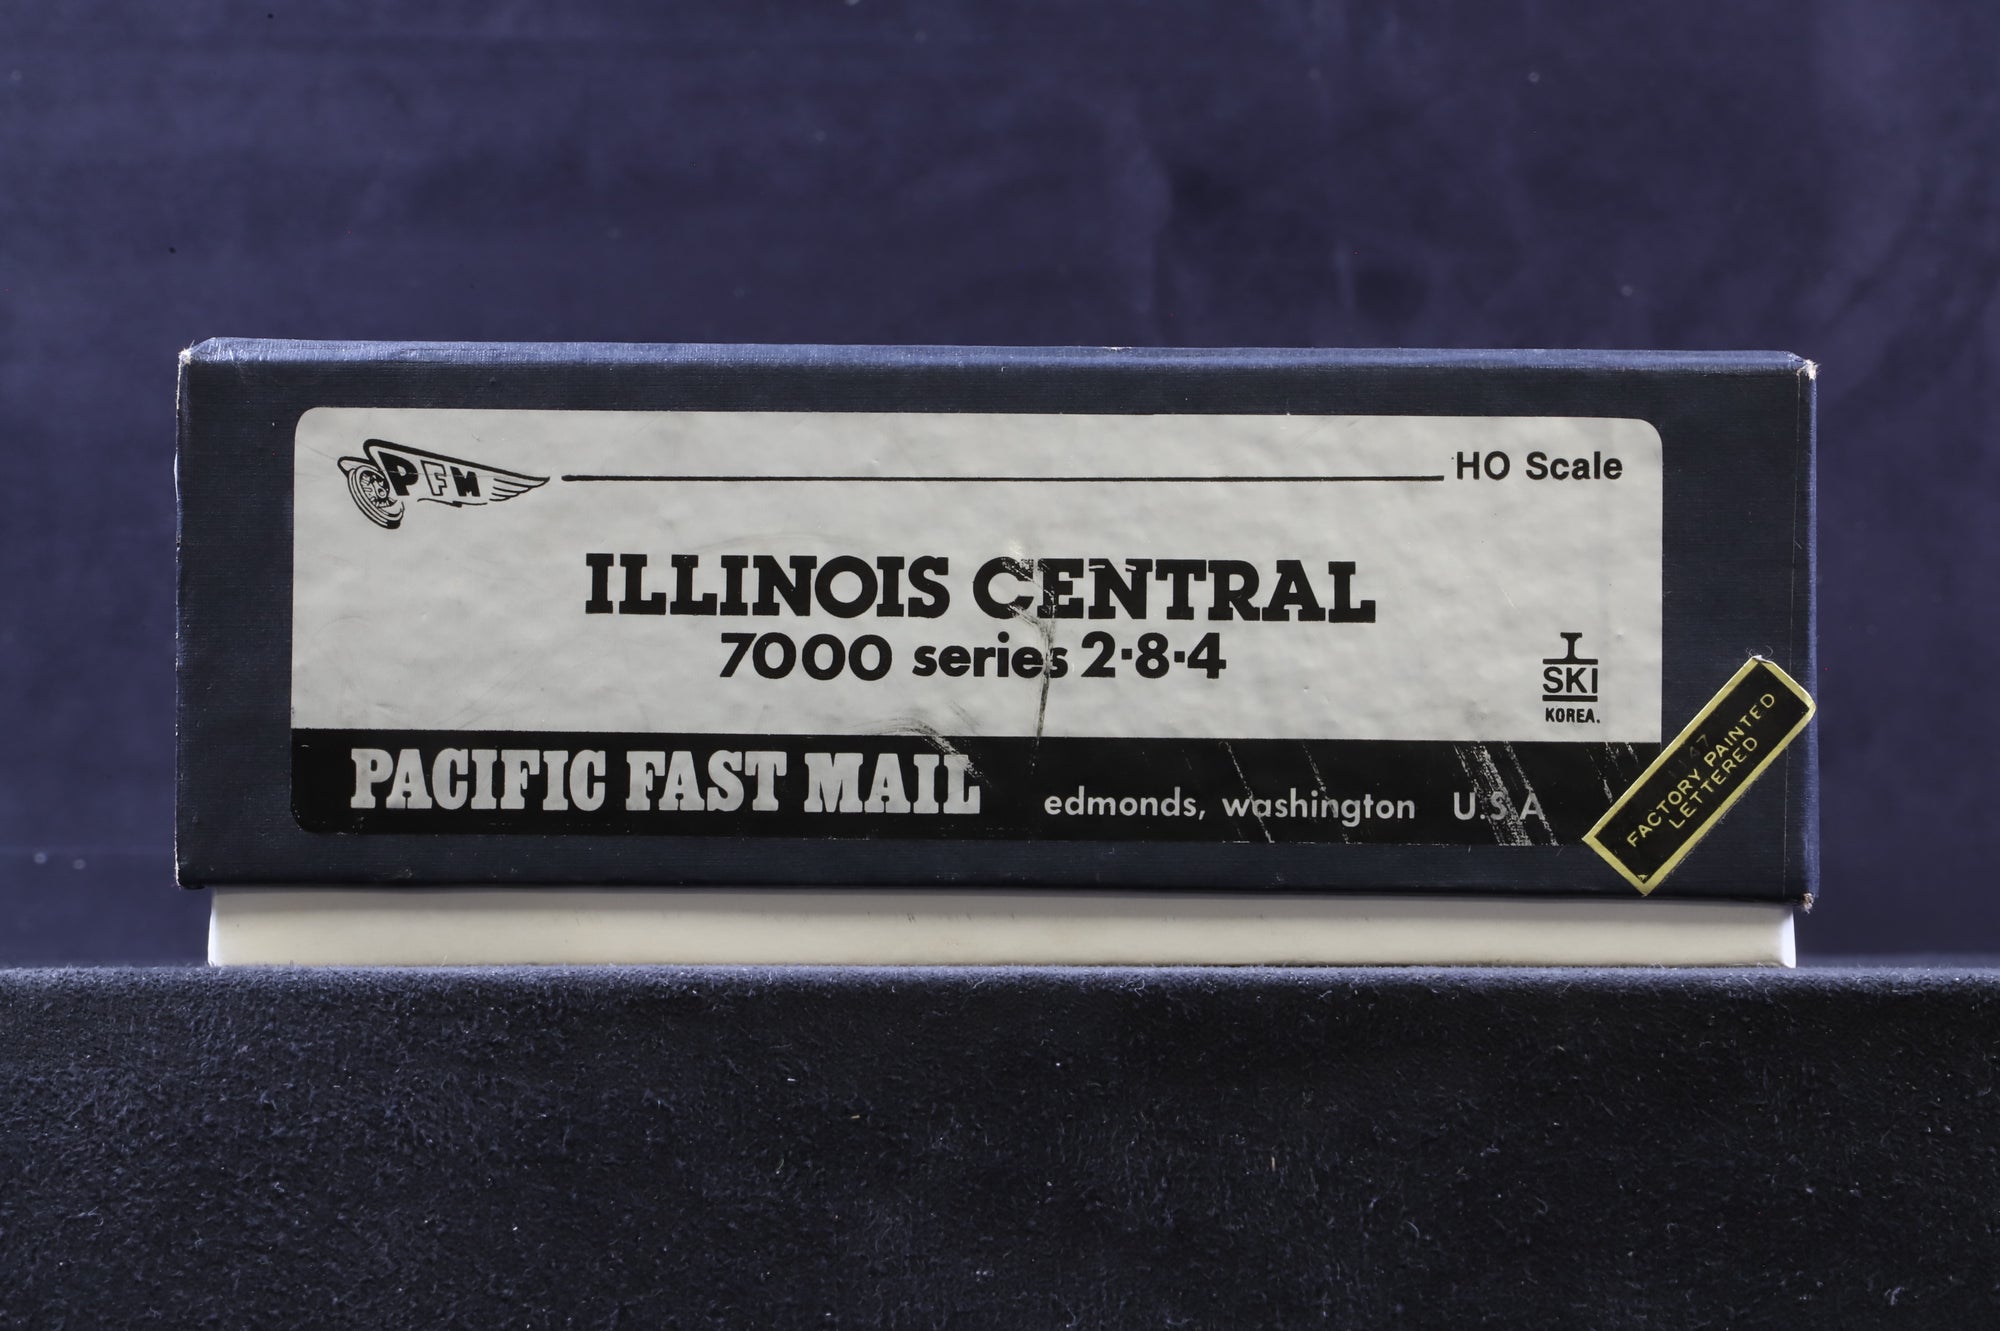 PFM
HO Scale
ILLINOIS CENTRAL
7000 series 2·8·4
SKI
KOREA.
PACIFIC FAST MAIL
edmonds, washington U.S.A
FACTORY PAINTED
LETTERED